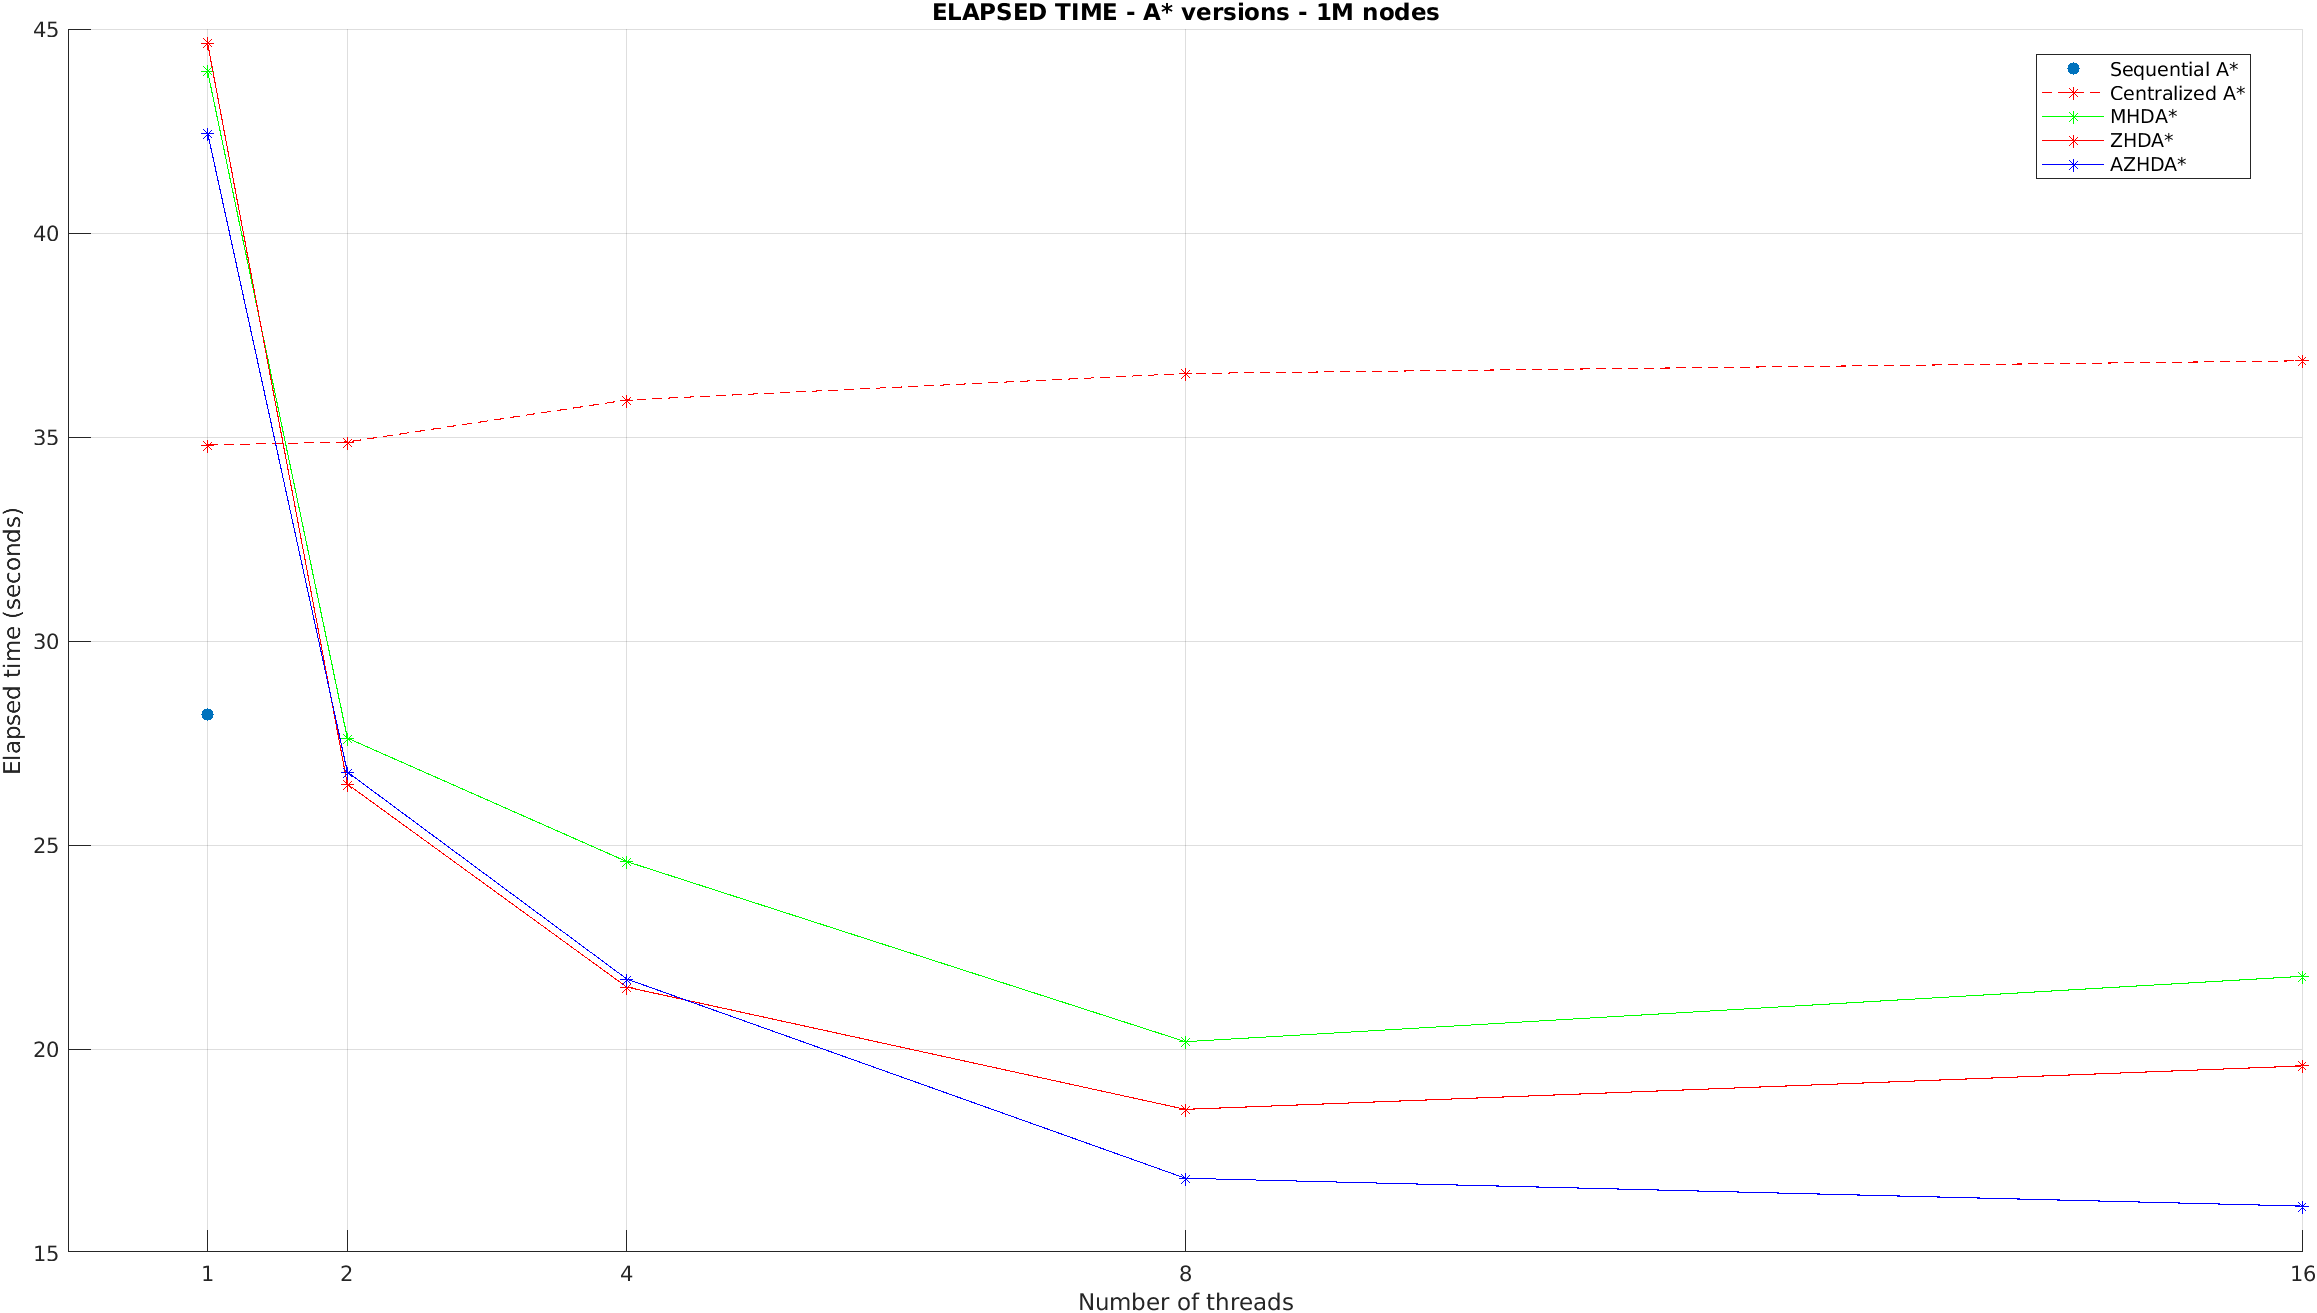 ELAPSED TIME - A* versions - 1M nodes
45
40
35
30
25
20
15
Elapsed time (seconds)
Sequential A*
Centralized A*
MHDA*
ZHDA*
AZHDA*
1 2 4 8 16
Number of threads